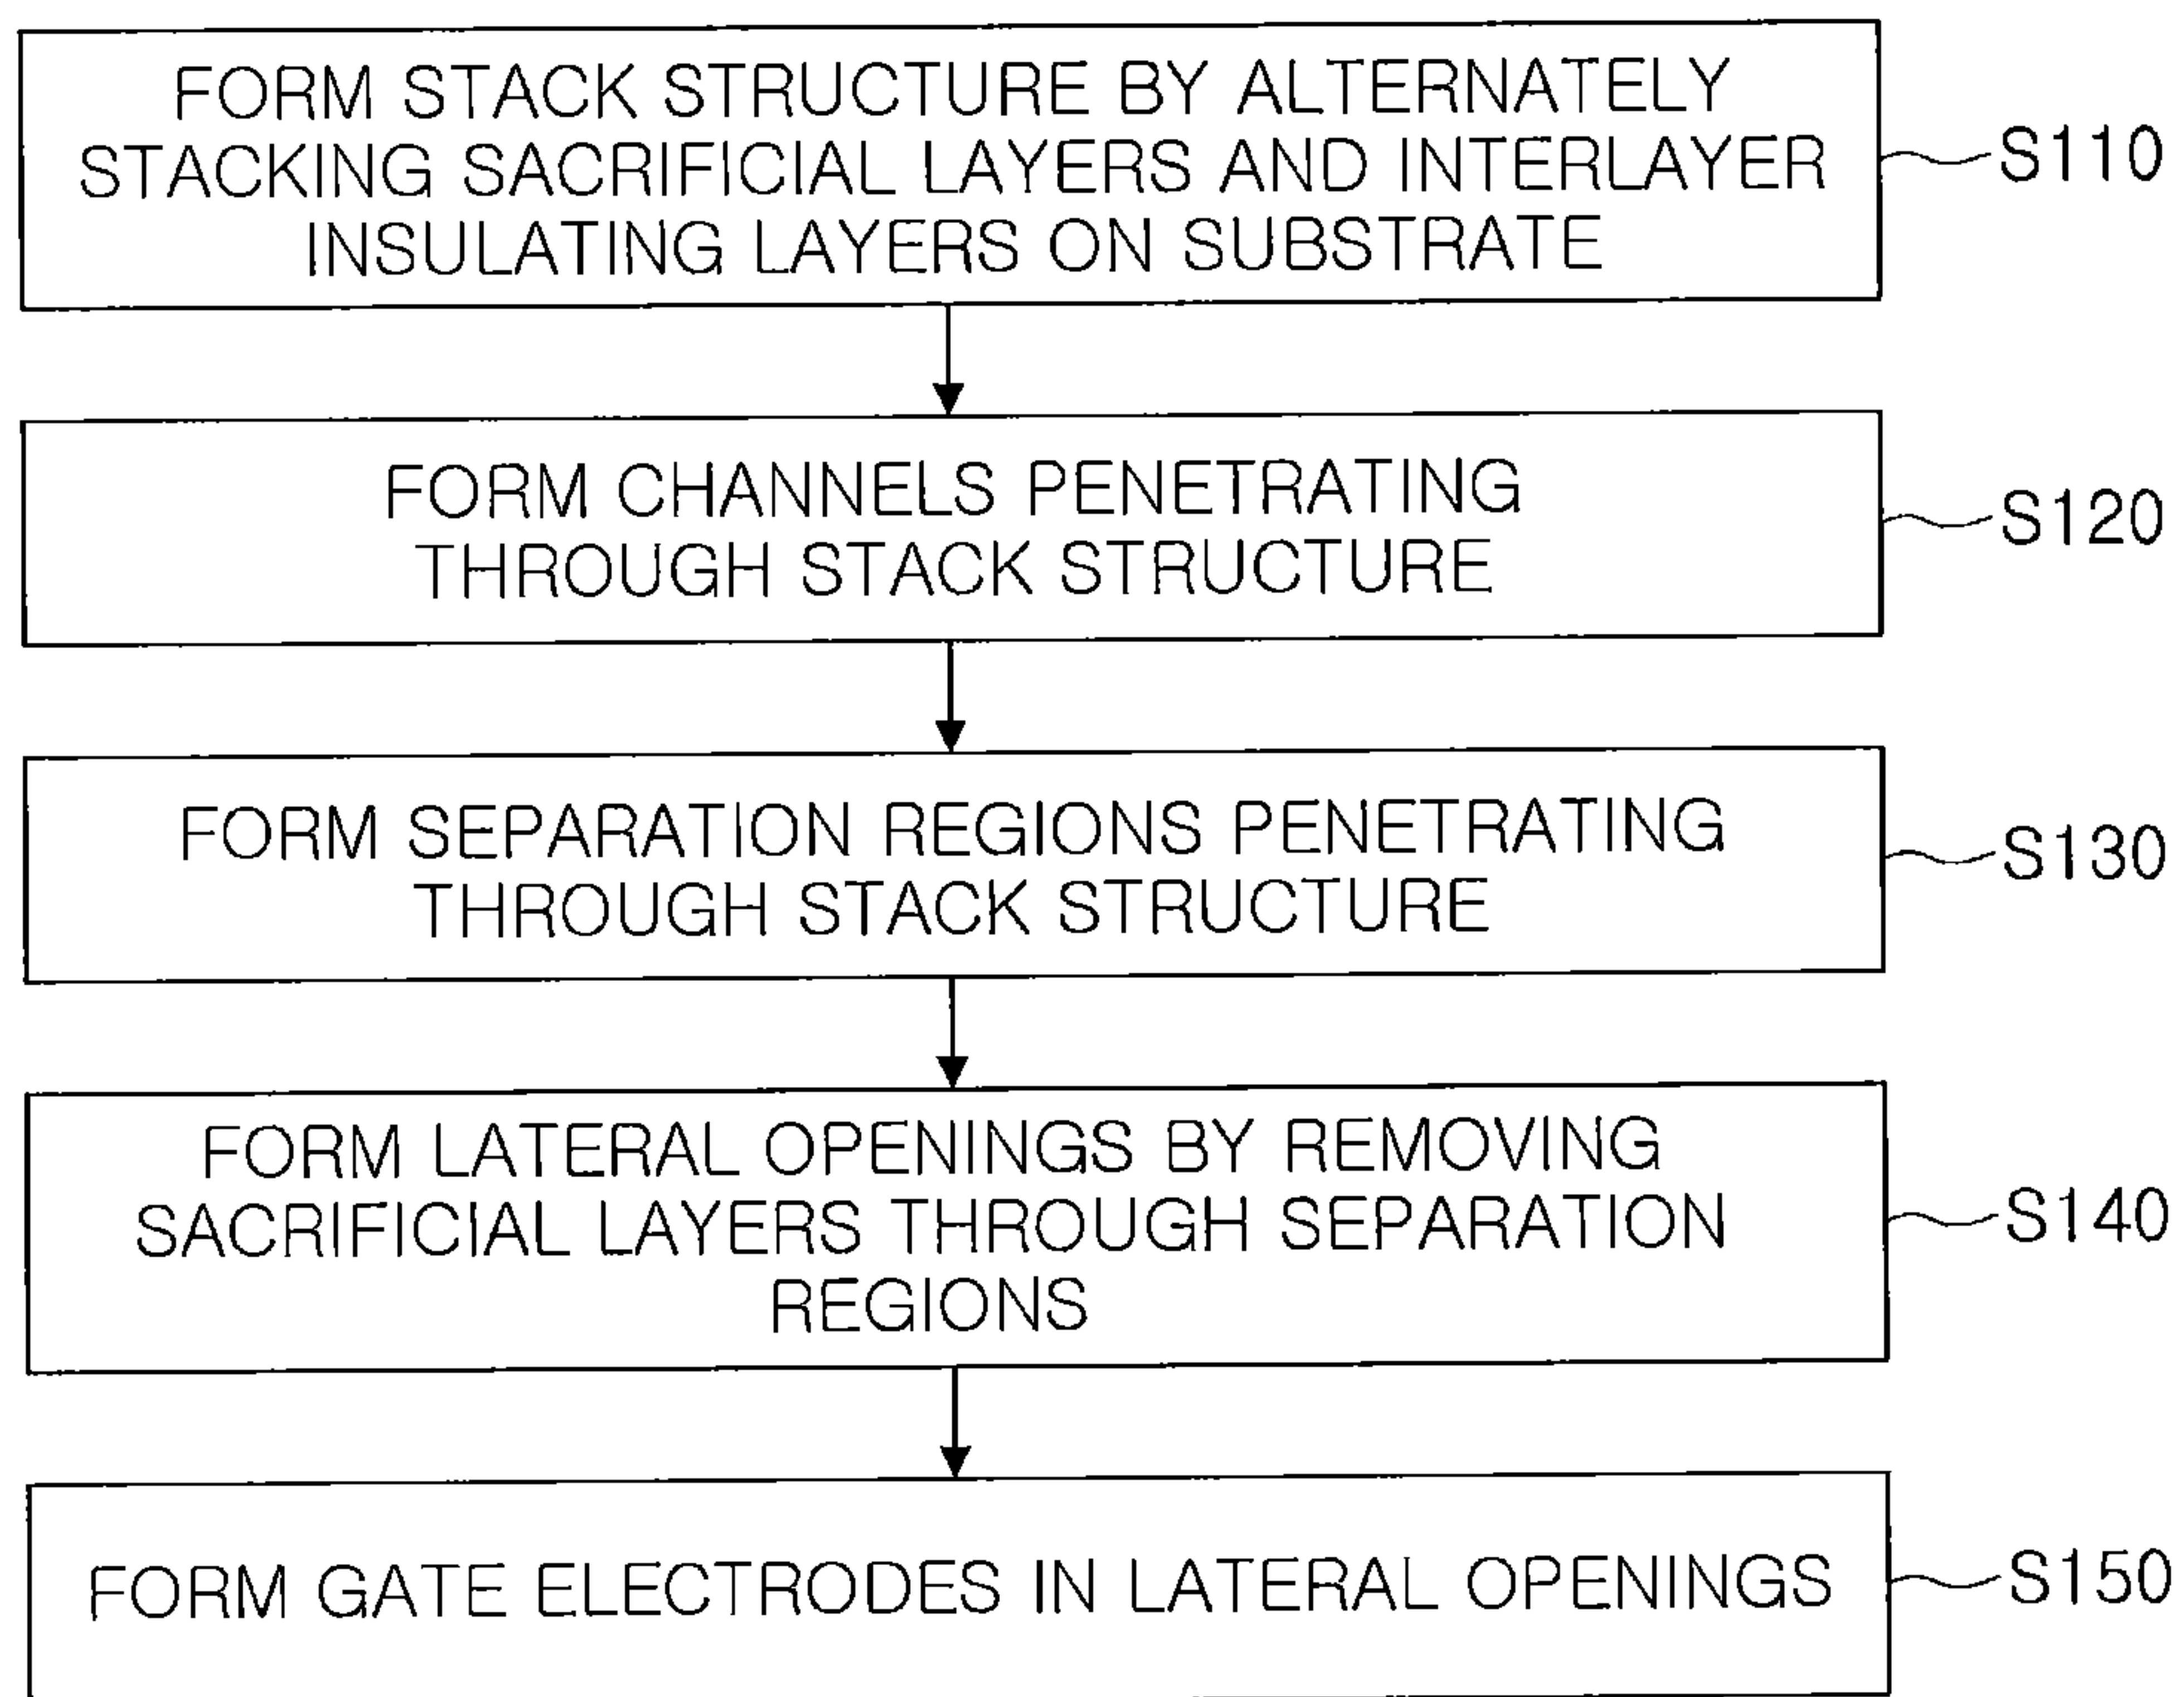 FORM STACK STRUCTURE BY ALTERNATELY
STACKING SACRIFICIAL LAYERS AND INTERLAYER
INSULATING LAYERS ON SUBSTRATE
S110
FORM CHANNELS PENETRATING
THROUGH STACK STRUCTURE
S120
FORM SEPARATION REGIONS PENETRATING
THROUGH STACK STRUCTURE
S130
FORM LATERAL OPENINGS BY REMOVING
SACRIFICIAL LAYERS THROUGH SEPARATION
REGIONS
S140
FORM GATE ELECTRODES IN LATERAL OPENINGS
S150